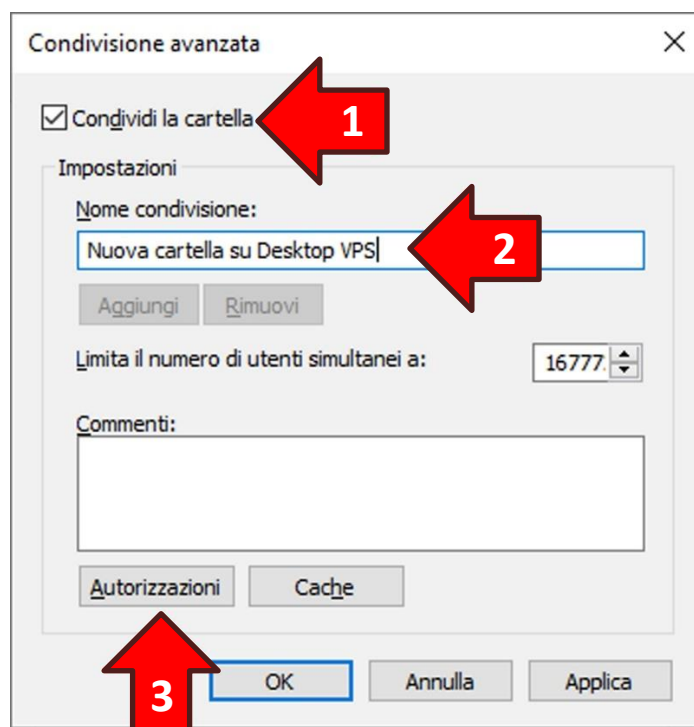 Condivisione avanzata
Condividi la cartella
1
Impostazioni
Nome condivisione:
Nuova cartella su Desktop VPS
2
Aggiungi Rimuovi
Limita il numero di utenti simultanei a:
16777
Commenti:
Autorizzazioni Cache
3
OK Annulla Applica